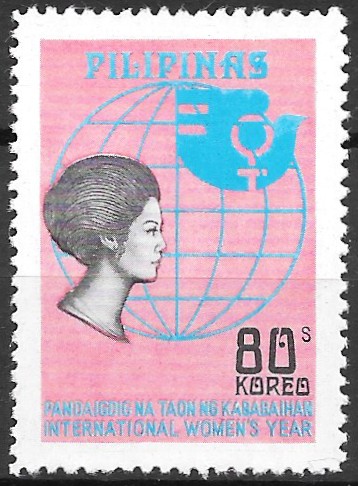 PILIPINAS
80s
KOREO
PANDAIGDIG NA TAON NG KABABAIHAN
INTERNATIONAL WOMEN'S YEAR